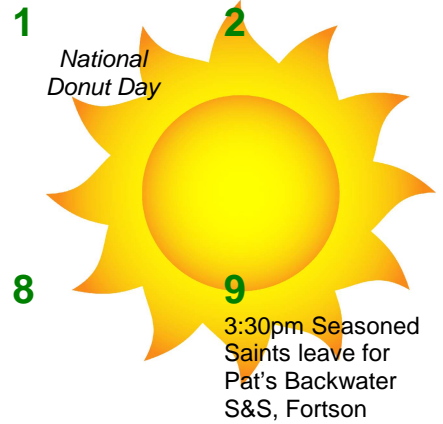 1 2
National
Donut Day
8 9
3:30pm Seasoned
Saints leave for
Pat's Backwater
S&S, Fortson